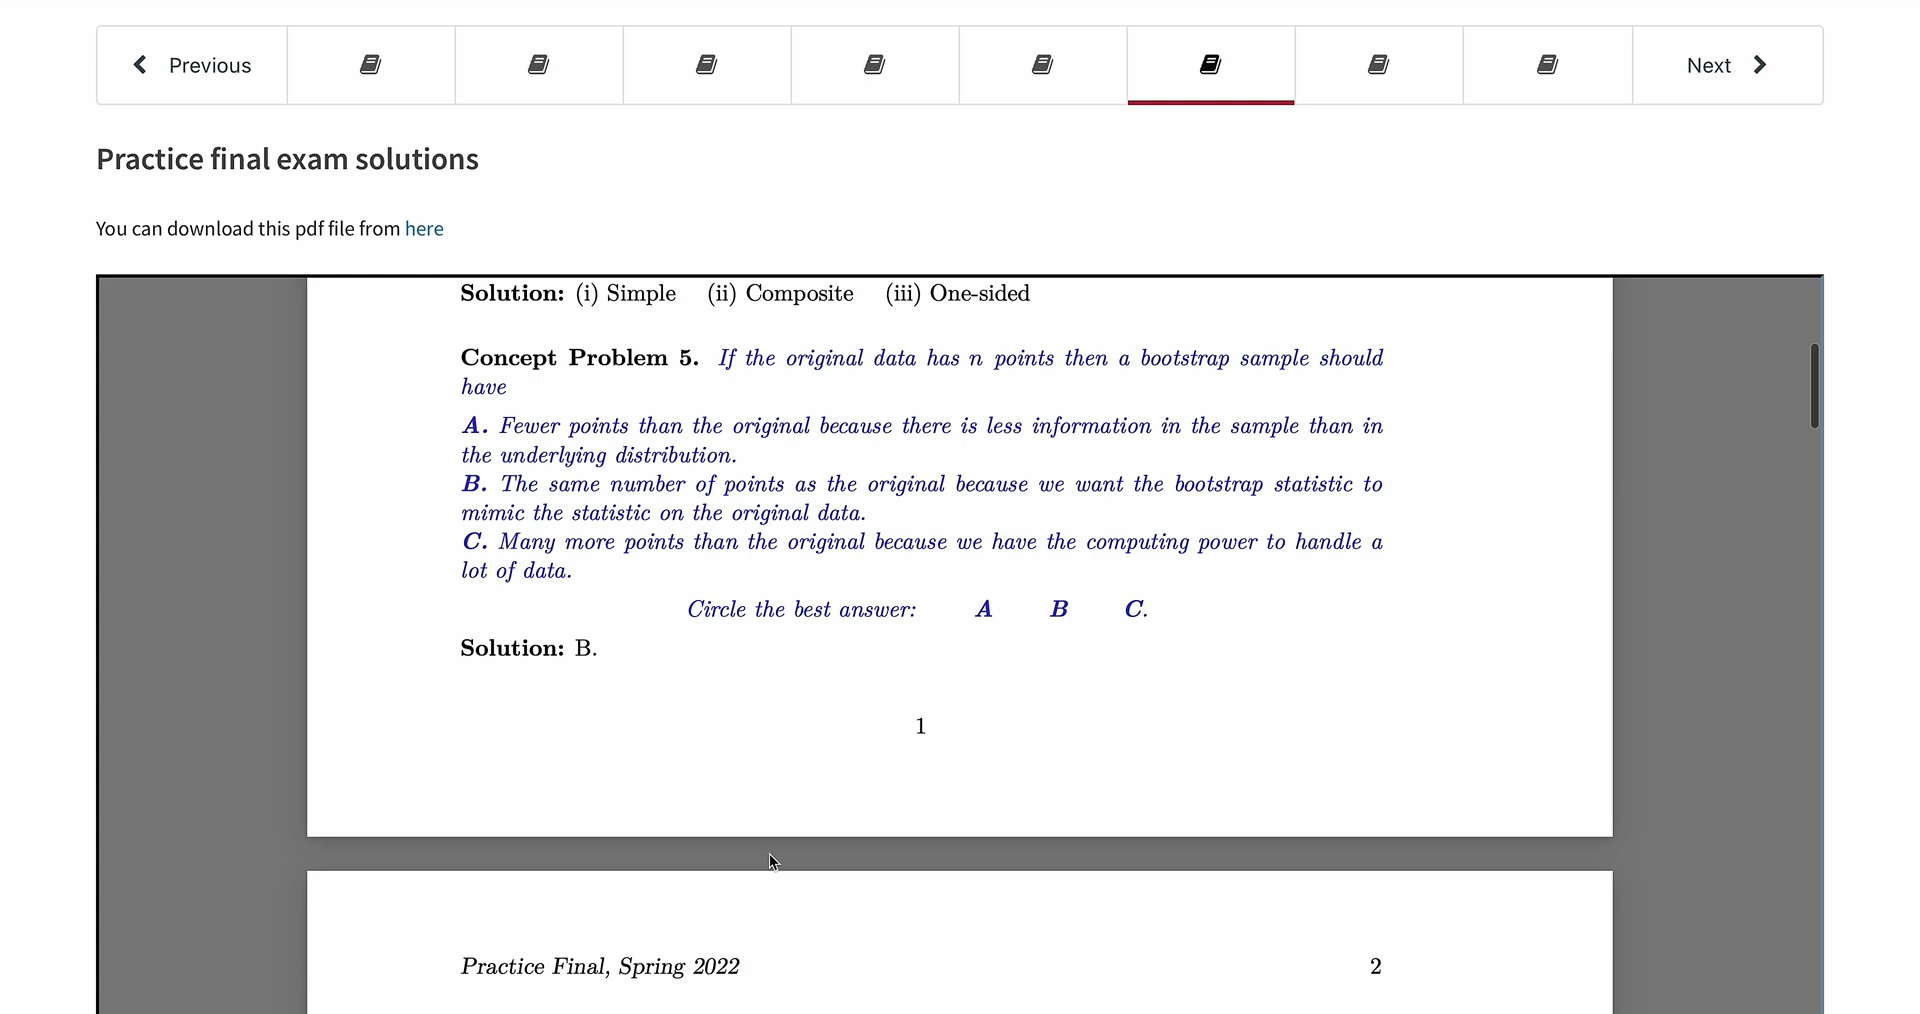 Previous
Next
Practice final exam solutions
You can download this pdf file from here
Solution: (i) Simple (ii) Composite (iii) One-sided
Concept Problem 5. If the original data has n points then a bootstrap sample should
have
A. Fewer points than the original because there is less information in the sample than in
the underlying distribution.
B. The same number of points as the original because we want the bootstrap statistic to
mimic the statistic on the original data.
C. Many more points than the original because we have the computing power to handle a
lot of data.
Circle the best answer: A B C.
Solution: B.
1
Practice Final, Spring 2022 2